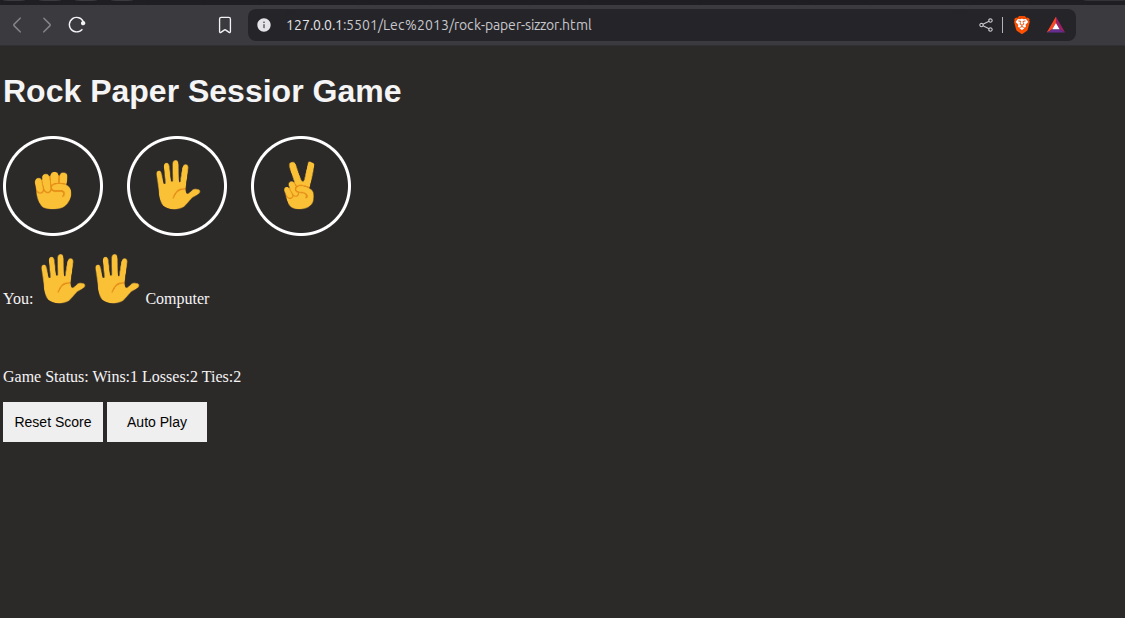 127.0.0.1:5501/Lec%2013/rock-paper-sizzor.html
Rock Paper Sessior Game
You: Computer
Game Status: Wins:1 Losses:2 Ties:2
Reset Score Auto Play